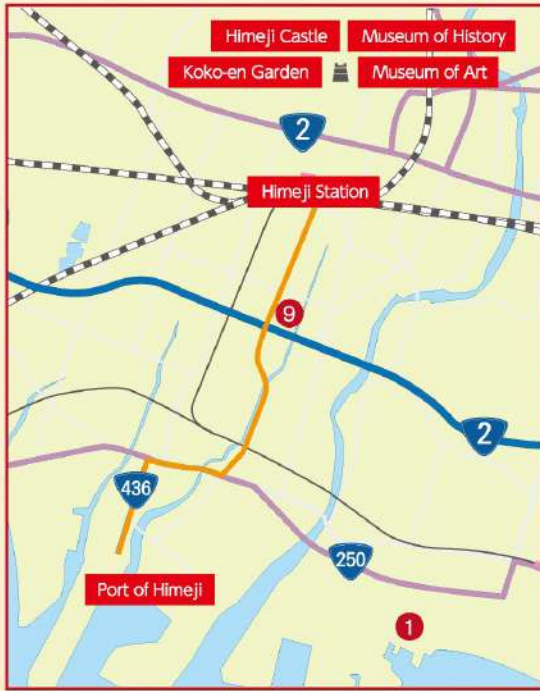 Himeji Castle
Museum of History
Koko-en Garden
Museum of Art
2
Himeji Station
9
2
436
250
Port of Himeji
1